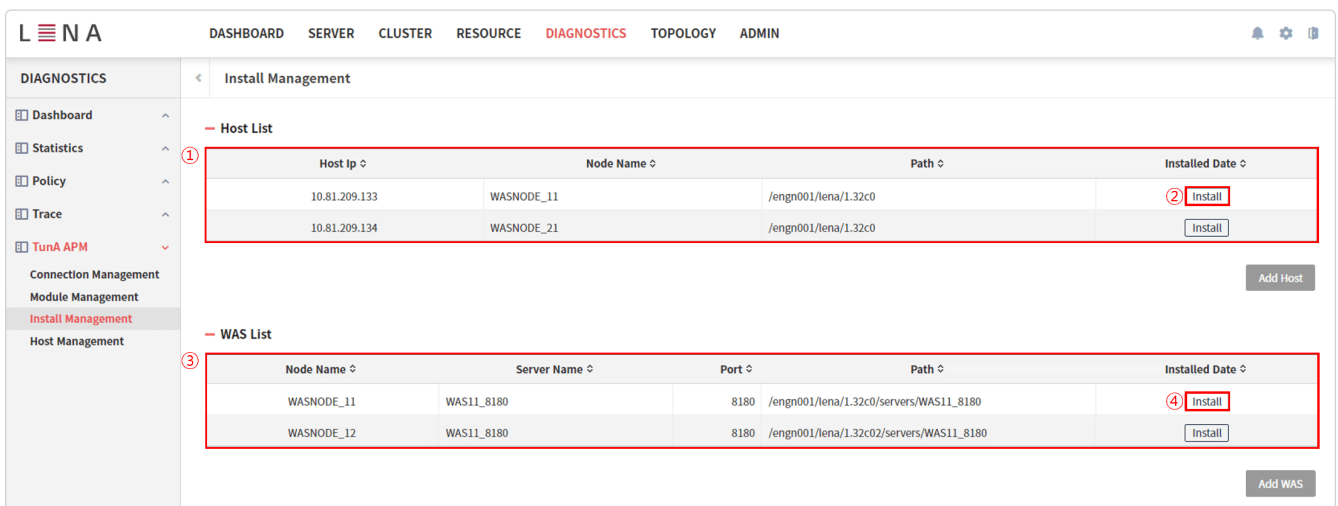 LENA
DASHBOARD SERVER CLUSTER RESOURCE DIAGNOSTICS TOPOLOGY ADMIN
DIAGNOSTICS
Install Management
Dashboard
Statistics
Policy
Trace
TunA APM
Connection Management
Module Management
Install Management
Host Management
Host List
①
Host Ip Node Name Path Installed Date
10.81.209.133 WASNODE_11 /engn001/lena/1.32c0 ② Install
10.81.209.134 WASNODE_21 /engn001/lena/1.32c0 Install
Add Host
WAS List
③
Node Name Server Name Port Path Installed Date
WASNODE_11 WAS11_8180 8180 /engn001/lena/1.32c0/servers/WAS11_8180 ④ Install
WASNODE_12 WAS11_8180 8180 /engn001/lena/1.32c02/servers/WAS11_8180 Install
Add WAS